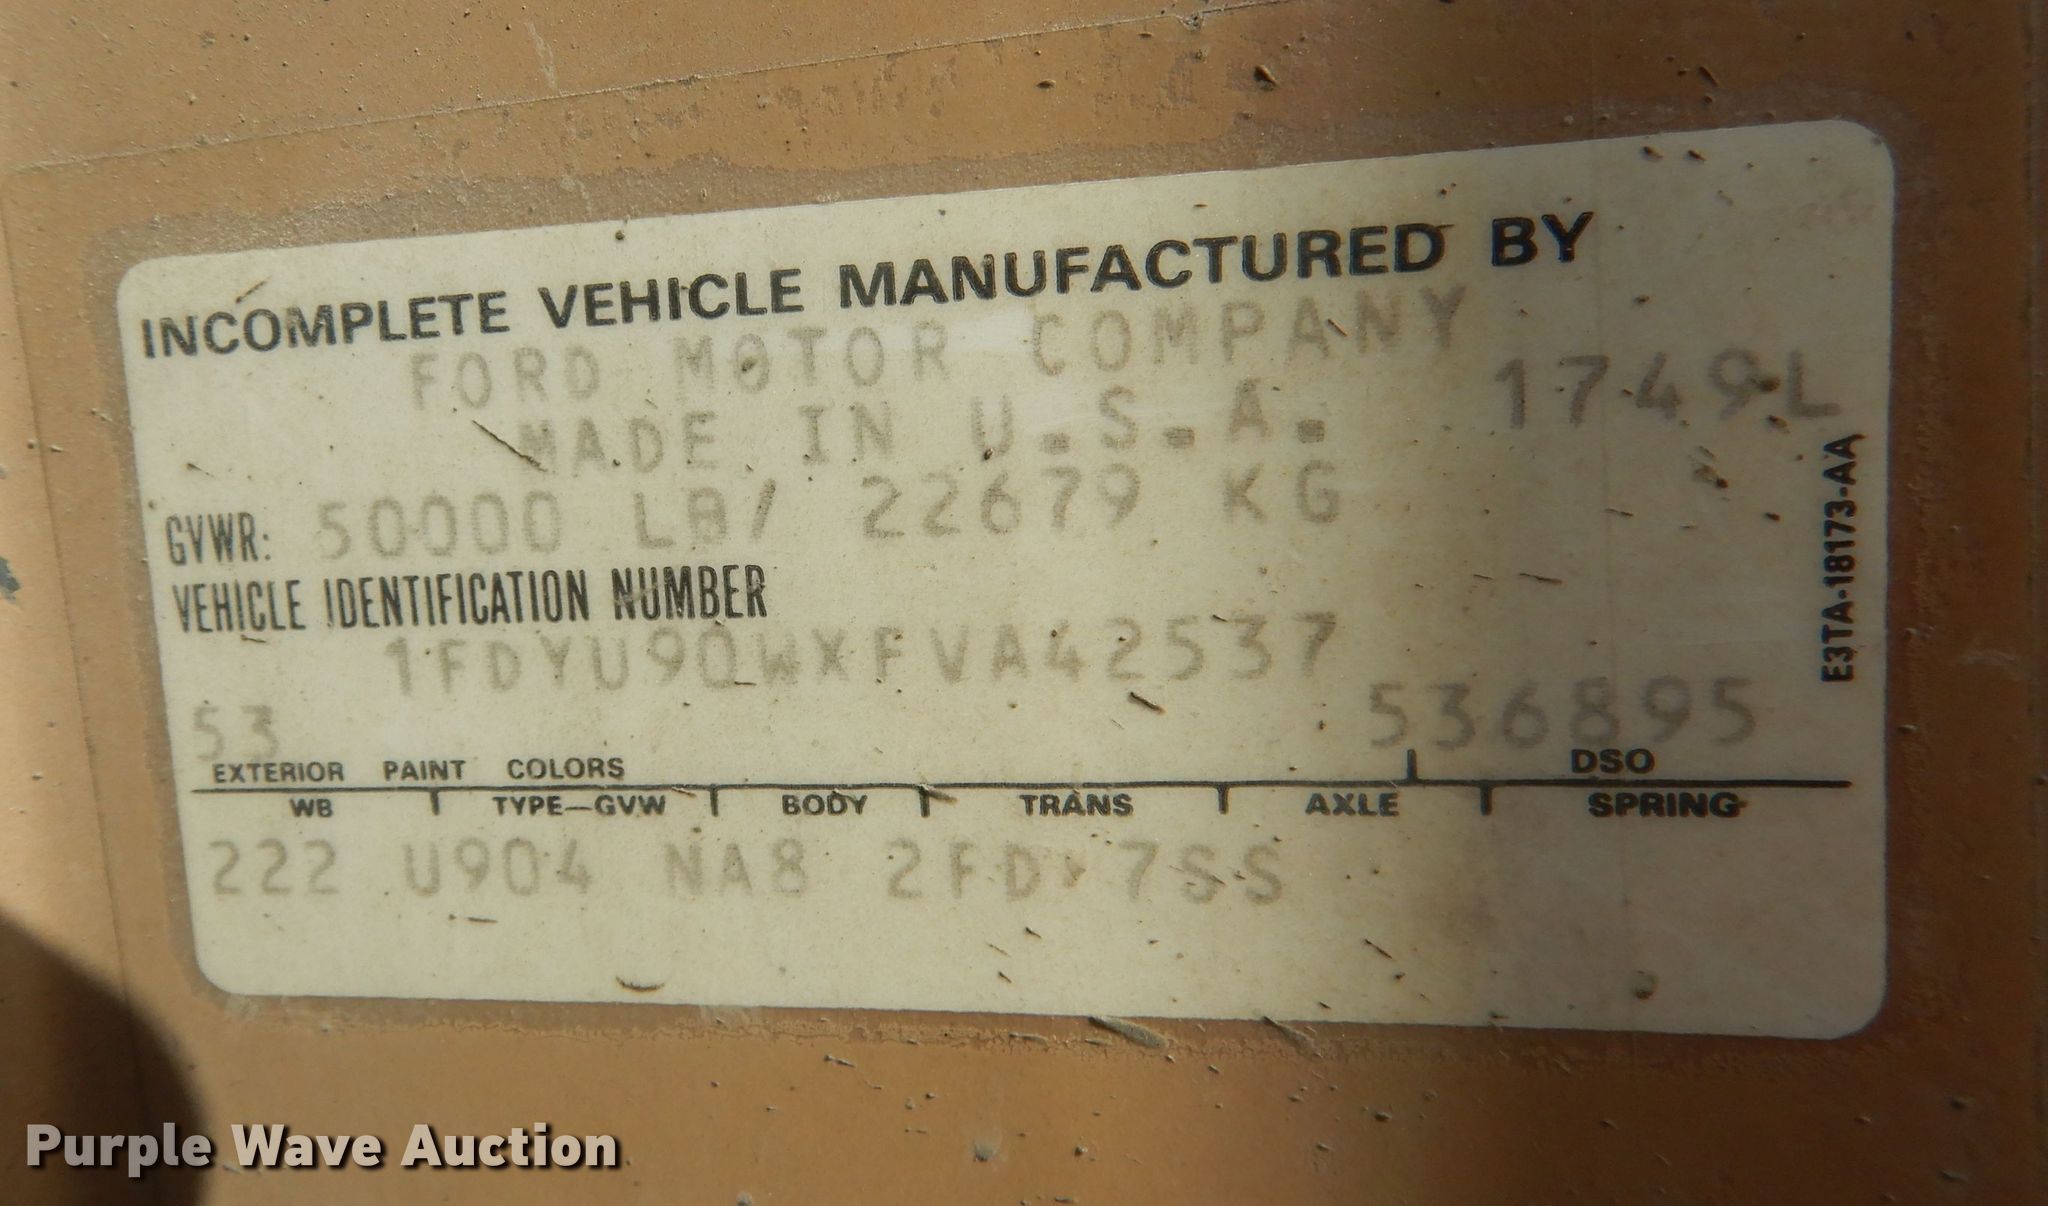 INCOMPLETE VEHICLE MANUFACTURED BY
FORD MOTOR COMPANY
MADE IN U.S.A. 1749L
GVWR: 50000 LB/ 22679 KG
VEHICLE IDENTIFICATION NUMBER
1FDYU90WXFVA42537
E3TA-18173-AA
53 536895
EXTERIOR PAINT COLORS DSO
WB TYPE-GVW BODY TRANS AXLE SPRING
222 U904 NA8 2FD 7SS
Purple Wave Auction